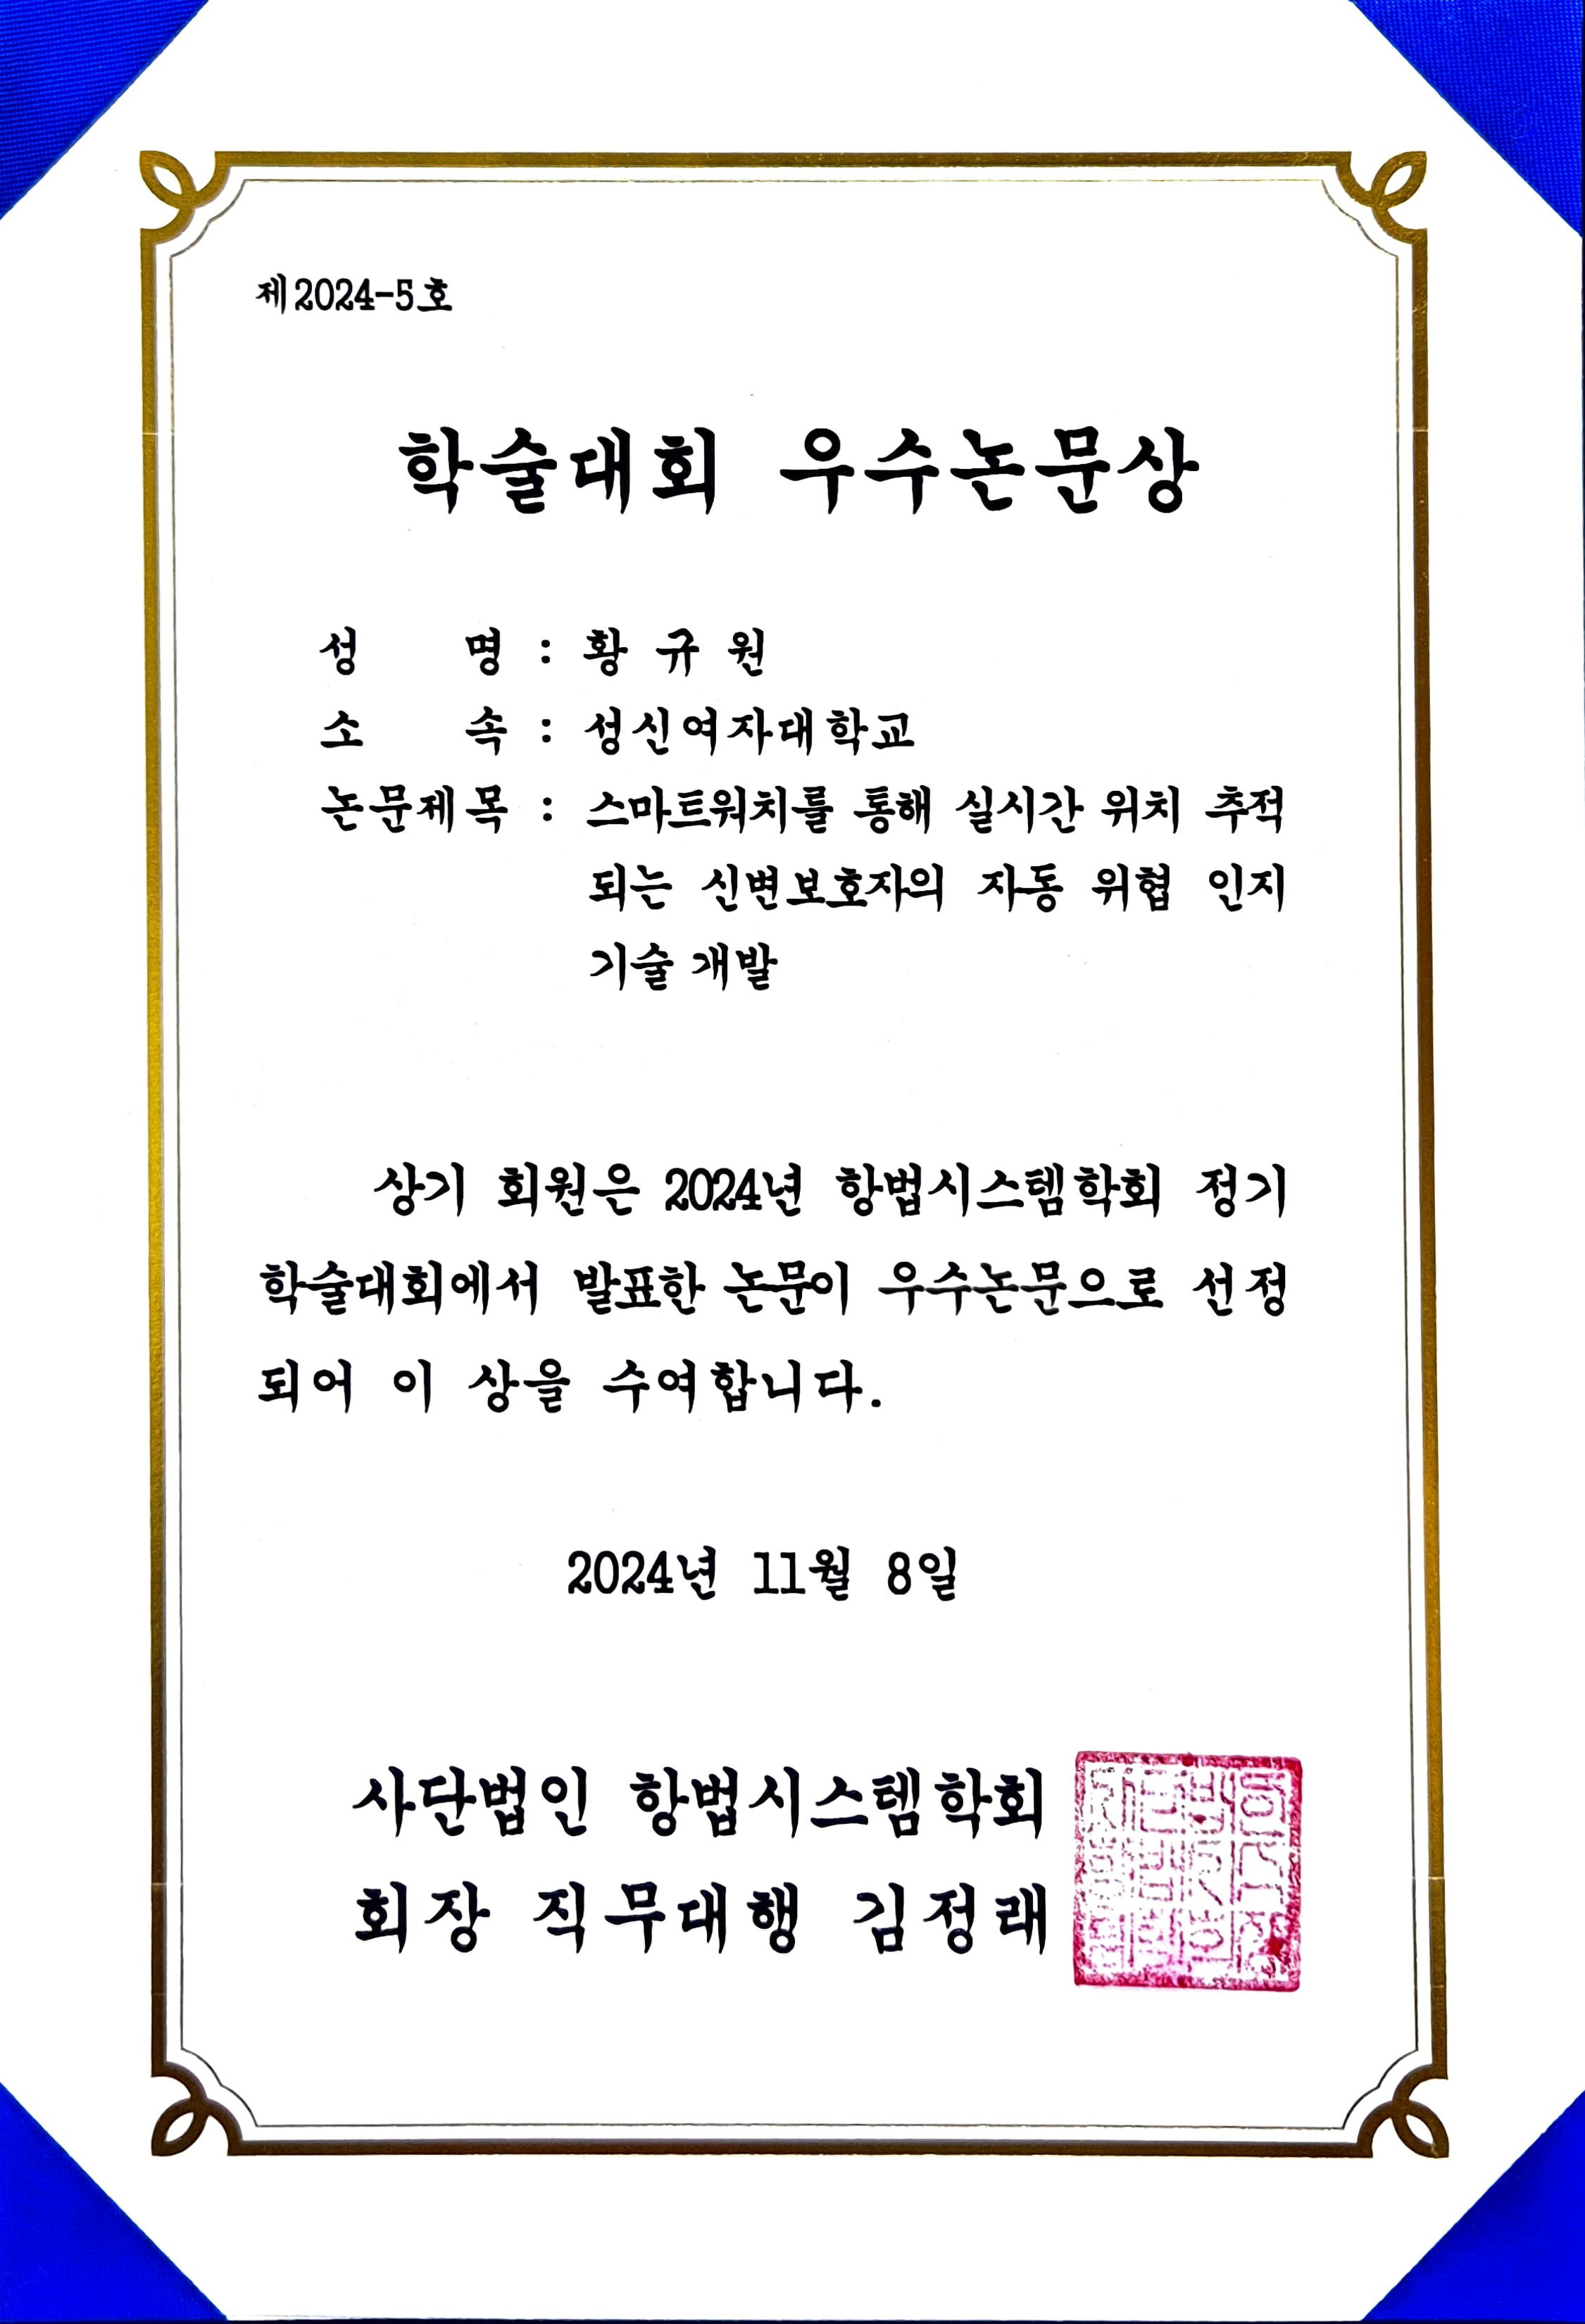 제2024-5호
학술대회 우수논문상
성 명 : 황 규 원
소 속 : 성신여자대학교
논문제목 : 스마트워치를 통해 실시간 위치 추적
되는 신변보호자의 자동 위협 인지
기술 개발
상기 회원은 2024년 항법시스템학회 정기
학술대회에서 발표한 논문이 우수논문으로 선정
되어 이 상을 수여합니다.
2024년 11월 8일
사단법인 항법시스템학회
회장 직무대행 김정래